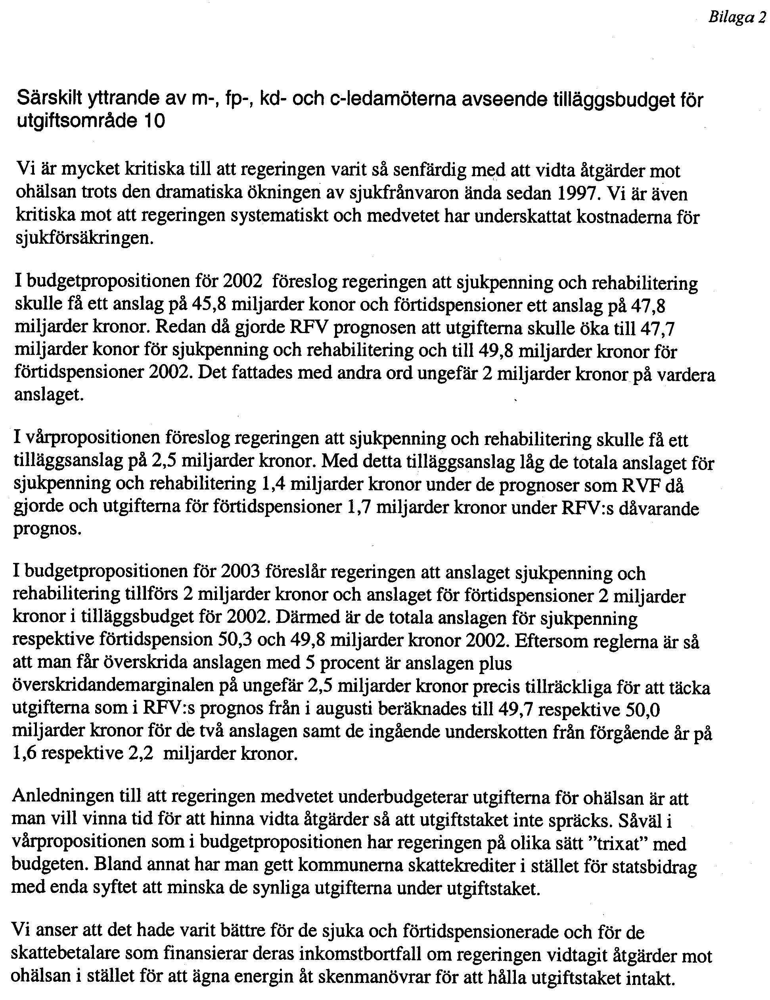 Bilaga 2
Särskilt yttrande av m-, fp-, kd- och c-ledamöterna avseende tilläggsbudget för
utgiftsområde 10
Vi är mycket kritiska till att regeringen varit så senfärdig med att vidta åtgärder mot
ohälsan trots den dramatiska ökningen av sjukfrånvaron ända sedan 1997. Vi är även
kritiska mot att regeringen systematiskt och medvetet har underskattat kostnaderna för
sjukförsäkringen.
I budgetpropositionen för 2002 föreslog regeringen att sjukpenning och rehabilitering
skulle få ett anslag på 45,8 miljarder konor och förtidspensioner ett anslag på 47,8
miljarder kronor. Redan då gjorde RFV prognosen att utgifterna skulle öka till 47,7
miljarder konor för sjukpenning och rehabilitering och till 49,8 miljarder kronor för
förtidspensioner 2002. Det fattades med andra ord ungefär 2 miljarder kronor på vardera
anslaget.
I vårpropositionen föreslog regeringen att sjukpenning och rehabilitering skulle få ett
tilläggsanslag på 2,5 miljarder kronor. Med detta tilläggsanslag låg de totala anslaget för
sjukpenning och rehabilitering 1,4 miljarder kronor under de prognoser som RVF då
gjorde och utgifterna för förtidspensioner 1,7 miljarder kronor under RFV:s dåvarande
prognos.
I budgetpropositionen för 2003 föreslår regeringen att anslaget sjukpenning och
rehabilitering tillförs 2 miljarder kronor och anslaget för förtidspensioner 2 miljarder
kronor i tilläggsbudget för 2002. Därmed är de totala anslagen för sjukpenning
respektive förtidspension 50,3 och 49,8 miljarder kronor 2002. Eftersom reglerna är så
att man får överskrida anslagen med 5 procent är anslagen plus
överskridandemarginalen på ungefär 2,5 miljarder kronor precis tillräckliga för att täcka
utgifterna som i RFV:s prognos från i augusti beräknades till 49,7 respektive 50,0
miljarder kronor för de två anslagen samt de ingående underskotten från förgående år på
1,6 respektive 2,2 miljarder kronor.
Anledningen till att regeringen medvetet underbudgeterar utgifterna för ohälsan är att
man vill vinna tid för att hinna vidta åtgärder så att utgiftstaket inte spräcks. Såväl i
vårpropositionen som i budgetpropositionen har regeringen på olika sätt ”trixat” med
budgeten. Bland annat har man gett kommunerna skattekrediter i stället för statsbidrag
med enda syftet att minska de synliga utgifterna under utgiftstaket.
Vi anser att det hade varit bättre för de sjuka och förtidspensionerade och för de
skattebetalare som finansierar deras inkomstbortfall om regeringen vidtagit åtgärder mot
ohälsan i stället för att ägna energin åt skenmanövrar för att hålla utgiftstaket intakt.